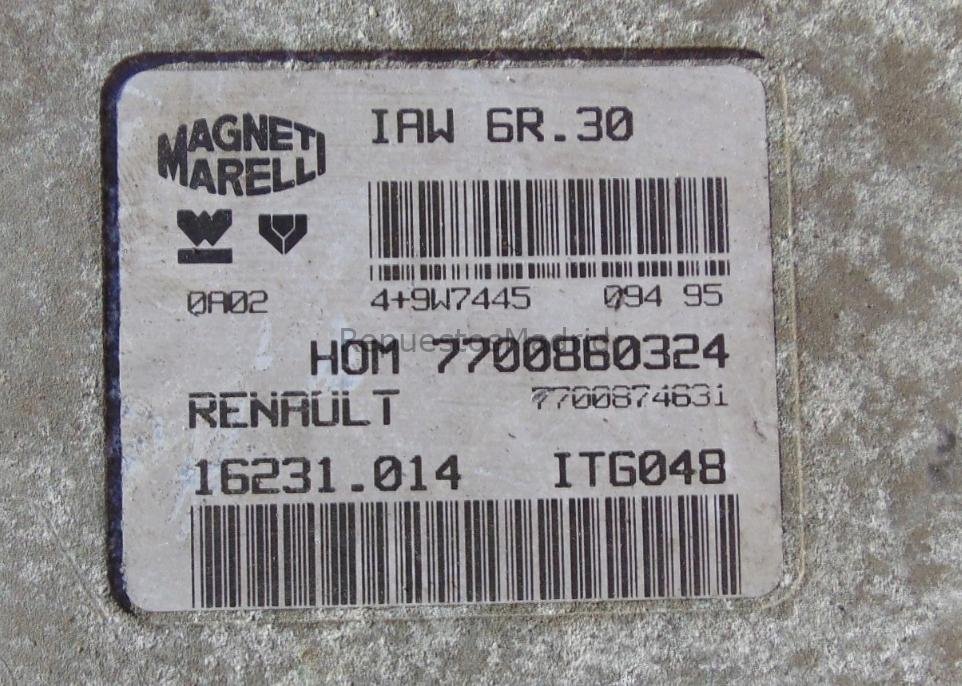 MAGNETI MARELLI
IAW 6R.30
W
0A02 4+9W7445 094 95
RepuestosMadrid
HOM 7700860324
RENAULT 7700874631
16231.014 ITG048